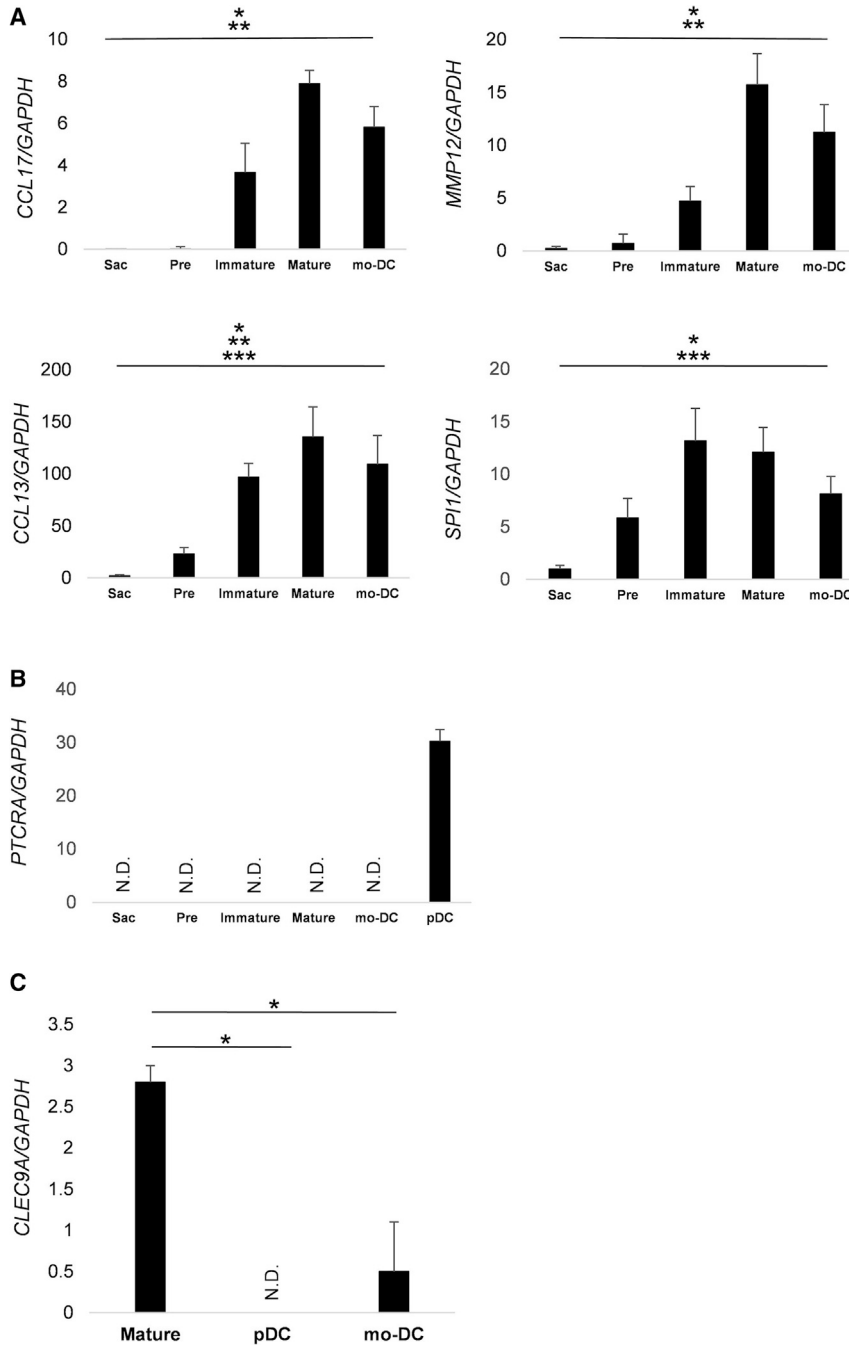 A
*
**
10
8
6
4
2
0
CCL17/GAPDH
Sac Pre Immature Mature mo-DC
*
**
20
15
10
5
0
MMP12/GAPDH
Sac Pre Immature Mature mo-DC
*
**
***
200
150
100
50
0
CCL13/GAPDH
Sac Pre Immature Mature mo-DC
*
***
20
15
10
5
0
SPI1/GAPDH
Sac Pre Immature Mature mo-DC
B
40
30
20
10
0
PTCRA/GAPDH
N.D. N.D. N.D. N.D. N.D.
Sac Pre Immature Mature mo-DC pDC
C
*
*
3.5
3
2.5
2
1.5
1
0.5
0
CLEC9A/GAPDH
N.D.
Mature pDC mo-DC